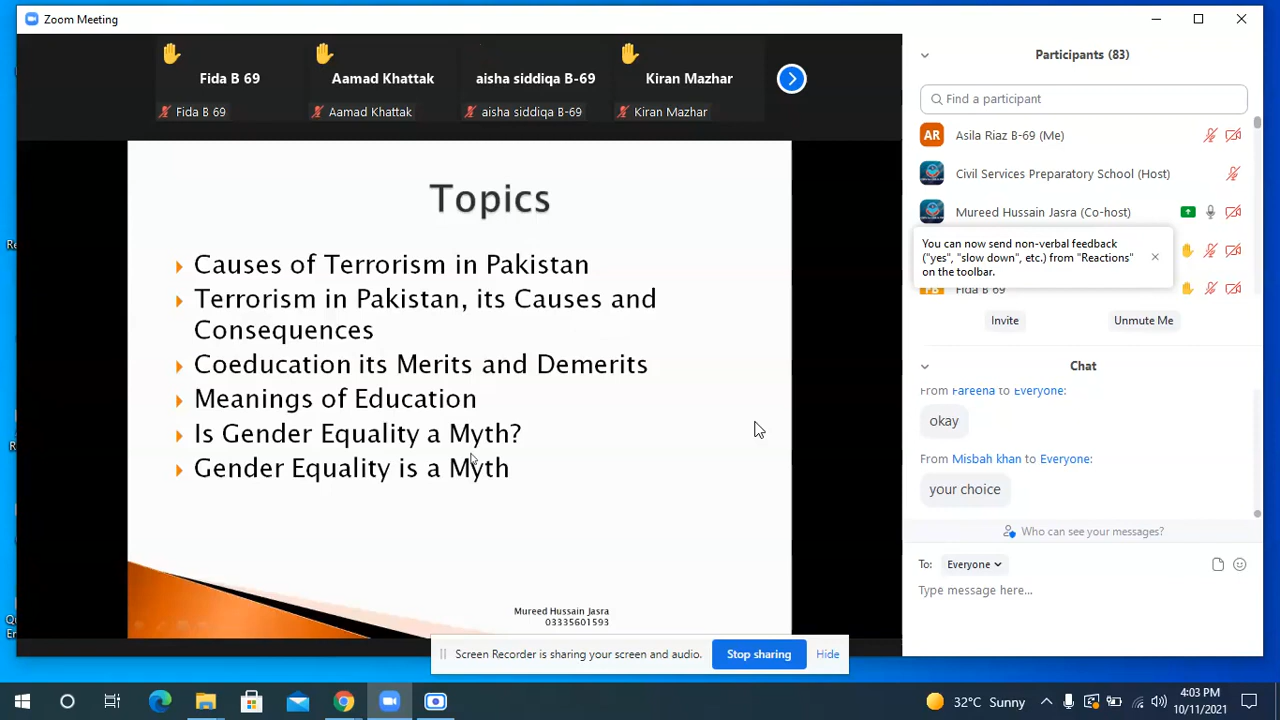 Zoom Meeting
Fida B 69
Aamad Khattak
aisha siddiqa B-69
Kiran Mazhar
Fida B 69
Aamad Khattak
aisha siddiqa B-69
Kiran Mazhar
Topics
Causes of Terrorism in Pakistan
Terrorism in Pakistan, its Causes and
Consequences
Coeducation its Merits and Demerits
Meanings of Education
Is Gender Equality a Myth?
Gender Equality is a Myth
Mureed Hussain Jasra
03335601593
Participants (83)
Find a participant
AR
Asila Riaz B-69 (Me)
Civil Services Preparatory School (Host)
Mureed Hussain Jasra (Co-host)
You can now send non-verbal feedback
("yes", "slow down", etc.) from "Reactions"
on the toolbar.
Fida B 69
Invite
Unmute Me
Chat
From Fareena to Everyone:
okay
From Misbah khan to Everyone:
your choice
Who can see your messages?
To: Everyone
Type message here...
Screen Recorder is sharing your screen and audio.
Stop sharing
Hide
32°C Sunny
4:03 PM
10/11/2021